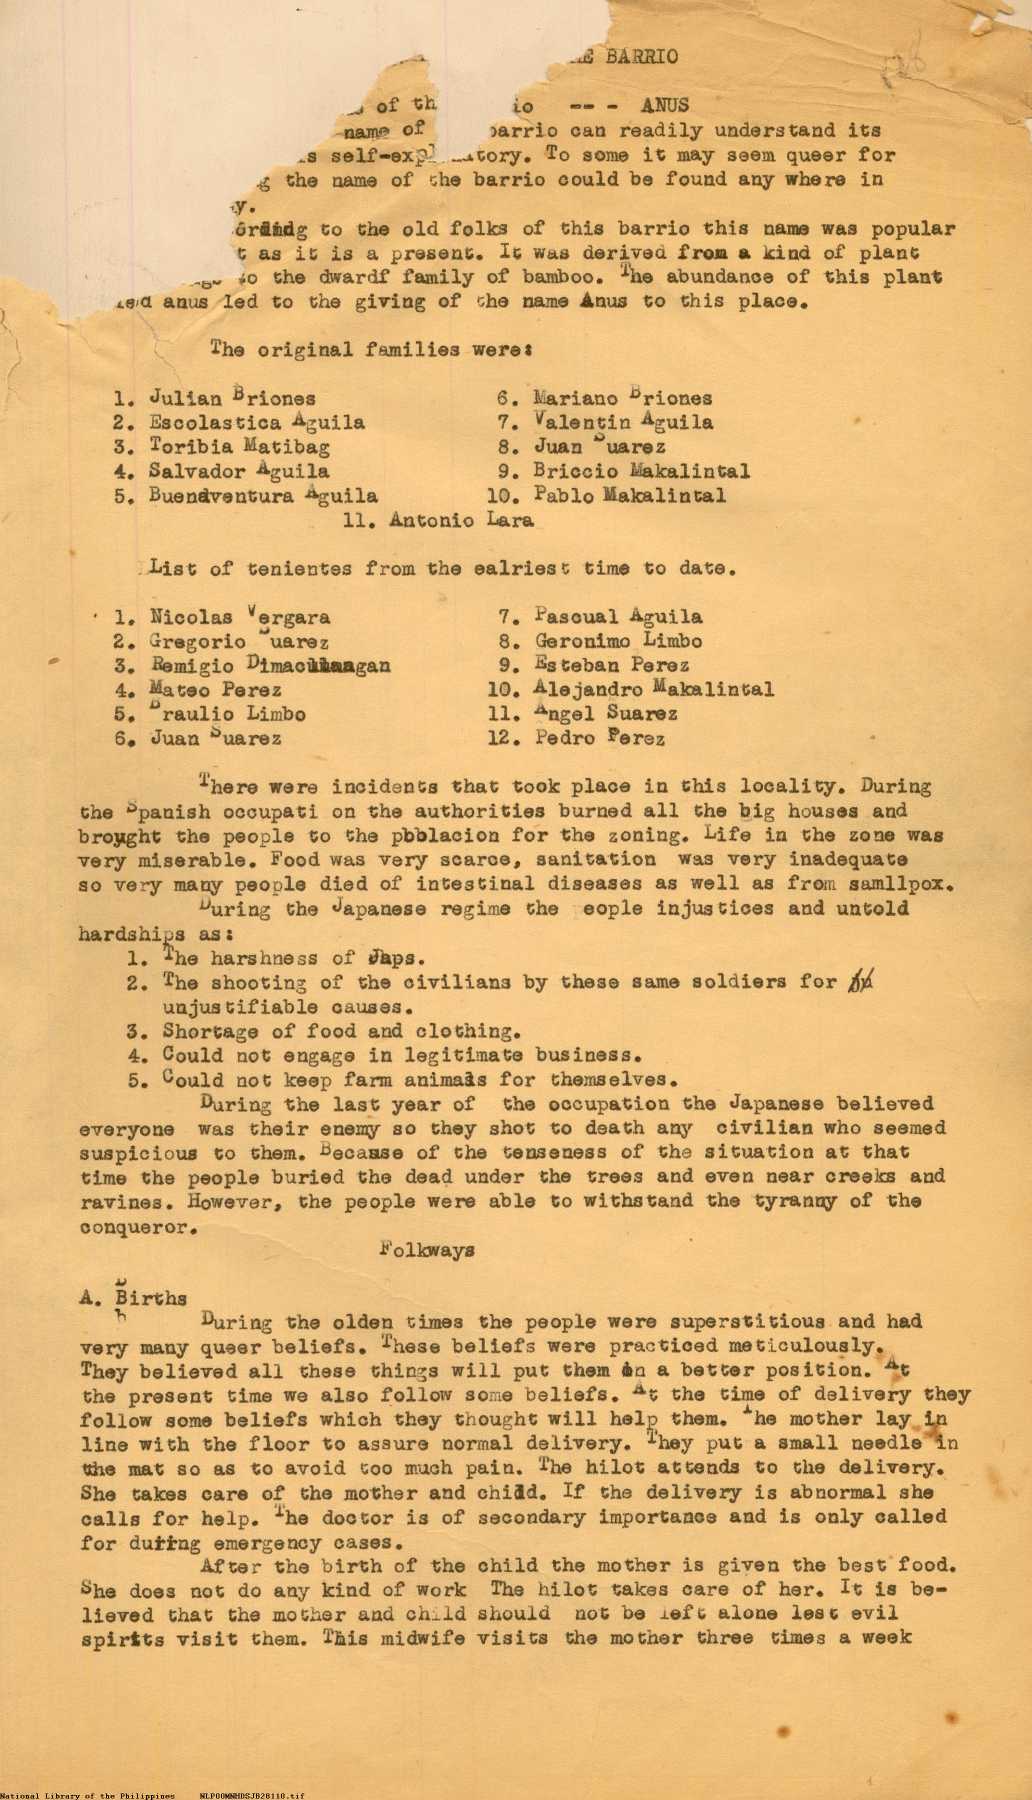 BARRIO
of ANUS
name of barrio can readily understand its
self- To some it may seem queer for
the name of the barrio could be found any where in
to the old folks of this barrio this name was popular
as it is a present. It was derived from a kind of plant
to the dwardf family of bamboo. The abundance of this plant
anus led to the giving of the name Anus to this place.
The original families were:
1. Julian Briones 6. Mariano Briones
2. Escolastica Aguila 7. Valentin Aguila
3. Toribia Matibag 8. Juan Suarez
4. Salvador Aguila 9. Briccio Makalintal
5. Buenaventura Aguila 10. Pablo Makalintal
11. Antonio Lara
List of tenientes from the ealriest time to date.
1. Nicolas Vergara 7. Pascual Aguila
2. Gregorio Suarez 8. Geronimo Limbo
3. Remigio 9. Esteban Perez
4. Mateo Perez 10. Alejandro Makalintal
5. Braulio Limbo 11. Angel Suarez
6. Juan Suarez 12. Pedro Perez
There were incidents that took place in this locality. During
the Spanish occupati on the authorities burned all the big houses and
brought the people to the pbblacion for the zoning. Life in the zone was
very miserable. Food was very scarce, sanitation was very inadequate
so very many people died of intestinal diseases as well as from samllpox.
During the Japanese regime the eople injustices and untold
hardships as:
1. The harshness of Japs.
2. The shooting of the civilians by these same soldiers for
unjustifiable causes.
3. Shortage of food and clothing.
4. Could not engage in legitimate business.
5. Could not keep farm animals for themselves.
During the last year of the occupation the Japanese believed
everyone was their enemy so they shot to death any civilian who seemed
suspicious to them. Because of the tenseness of the situation at that
time the people buried the dead under the trees and even near creeks and
ravines. However, the people were able to withstand the tyranny of the
conqueror.
Folkways
A. Births
During the olden times the people were superstitious and had
very many queer beliefs. These beliefs were practiced meticulously.
They believed all these things will put them in a better position. At
the present time we also follow some beliefs. At the time of delivery they
follow some beliefs which they thought will help them. The mother lay in
line with the floor to assure normal delivery. They put a small needle in
the mat so as to avoid too much pain. The hilot attends to the delivery.
She takes care of the mother and child. If the delivery is abnormal she
calls for help. The doctor is of secondary importance and is only called
for during emergency cases.
After the birth of the child the mother is given the best food.
She does not do any kind of work The hilot takes care of her. It is be-
lieved that the mother and child should not be left alone lest evil
spirits visit them. This midwife visits the mother three times a week
National Library of the Philippines NLP00MNHDSJB28110.tif